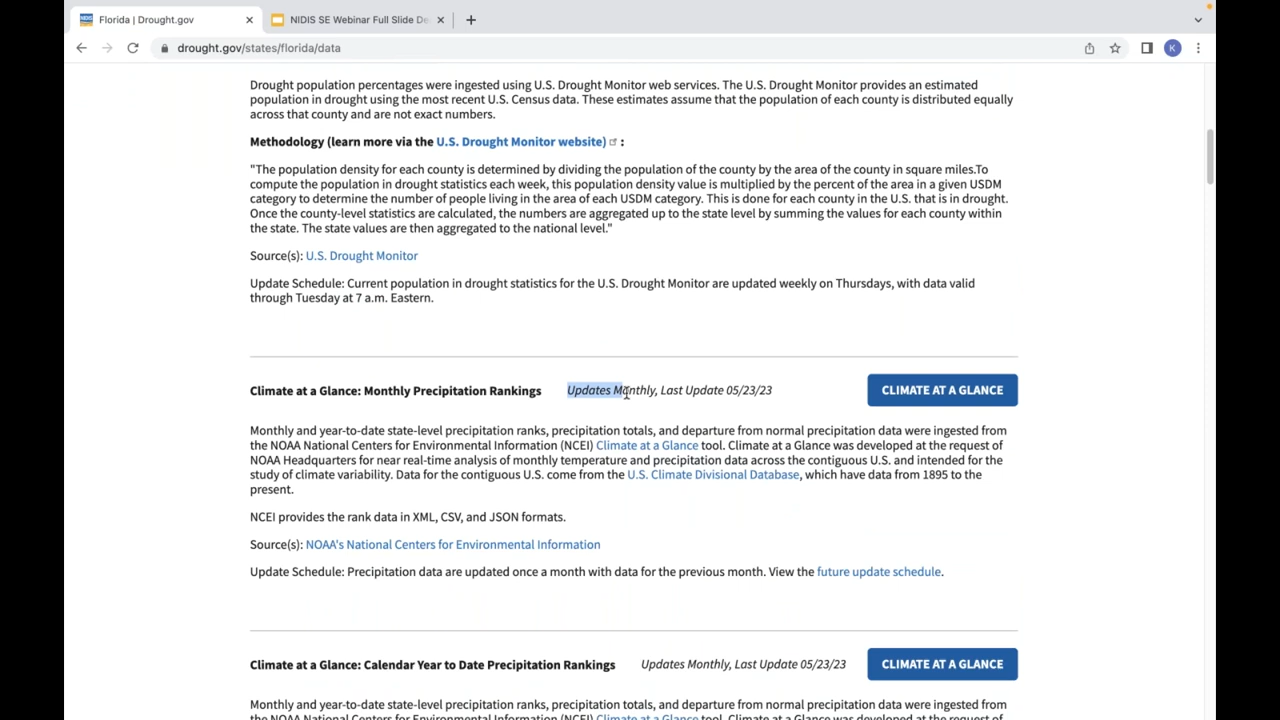 Florida | Drought.gov
NIDIS SE Webinar Full Slide De
drought.gov/states/florida/data
K
Drought population percentages were ingested using U.S. Drought Monitor web services. The U.S. Drought Monitor provides an estimated
population in drought using the most recent U.S. Census data. These estimates assume that the population of each county is distributed equally
across that county and are not exact numbers.
Methodology (learn more via the U.S. Drought Monitor website) :
"The population density for each county is determined by dividing the population of the county by the area of the county in square miles.To
compute the population in drought statistics each week, this population density value is multiplied by the percent of the area in a given USDM
category to determine the number of people living in the area of each USDM category. This is done for each county in the U.S. that is in drought.
Once the county-level statistics are calculated, the numbers are aggregated up to the state level by summing the values for each county within
the state. The state values are then aggregated to the national level."
Source(s): U.S. Drought Monitor
Update Schedule: Current population in drought statistics for the U.S. Drought Monitor are updated weekly on Thursdays, with data valid
through Tuesday at 7 a.m. Eastern.
Climate at a Glance: Monthly Precipitation Rankings Updates Monthly, Last Update 05/23/23 CLIMATE AT A GLANCE
Monthly and year-to-date state-level precipitation ranks, precipitation totals, and departure from normal precipitation data were ingested from
the NOAA National Centers for Environmental Information (NCEI) Climate at a Glance tool. Climate at a Glance was developed at the request of
NOAA Headquarters for near real-time analysis of monthly temperature and precipitation data across the contiguous U.S. and intended for the
study of climate variability. Data for the contiguous U.S. come from the U.S. Climate Divisional Database, which have data from 1895 to the
present.
NCEI provides the rank data in XML, CSV, and JSON formats.
Source(s): NOAA's National Centers for Environmental Information
Update Schedule: Precipitation data are updated once a month with data for the previous month. View the future update schedule.
Climate at a Glance: Calendar Year to Date Precipitation Rankings Updates Monthly, Last Update 05/23/23 CLIMATE AT A GLANCE
Monthly and year-to-date state-level precipitation ranks, precipitation totals, and departure from normal precipitation data were ingested from
the NOAA National Centers for Environmental Information (NCEI) Climate at a Glance tool. Climate at a Glance was developed at the request of